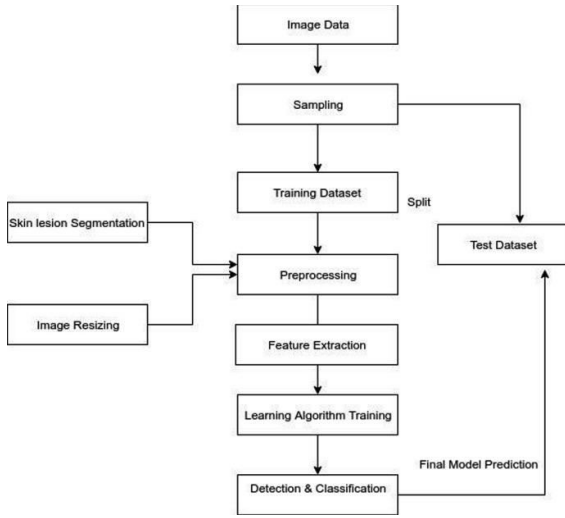 Image Data
Sampling
Training Dataset
Split
Skin lesion Segmentation
Test Dataset
Preprocessing
Image Resizing
Feature Extraction
Learning Algorithm Training
Final Model Prediction
Detection & Classification